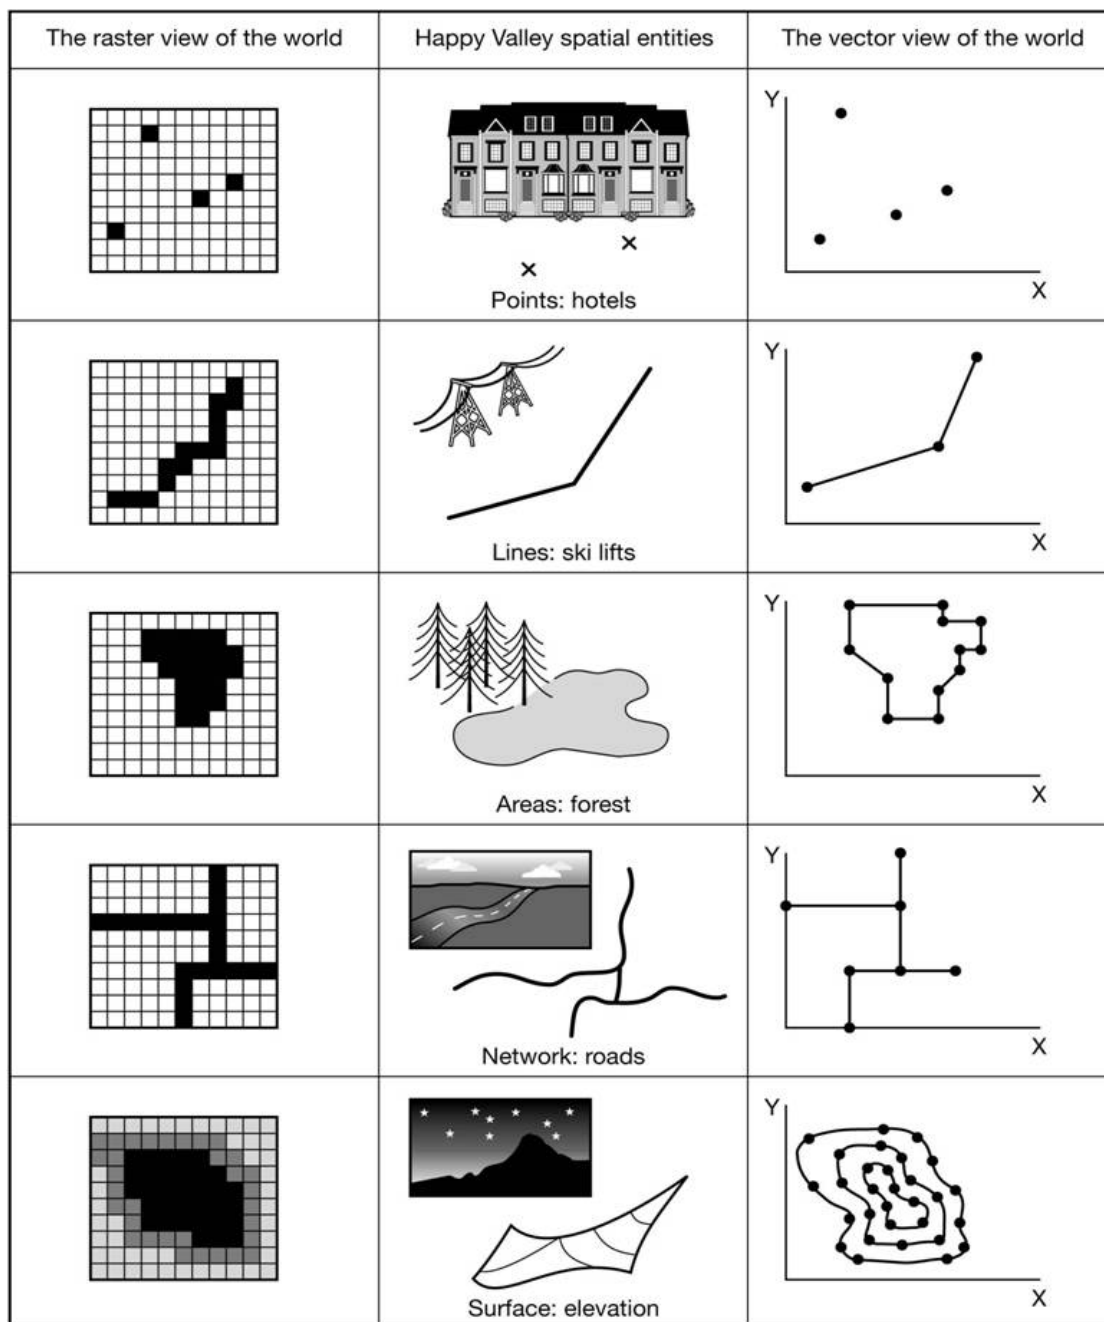 The raster view of the world
Happy Valley spatial entities
The vector view of the world
Y
X
Points: hotels
Y
X
Lines: ski lifts
Y
X
Areas: forest
Y
X
Network: roads
Y
X
Surface: elevation